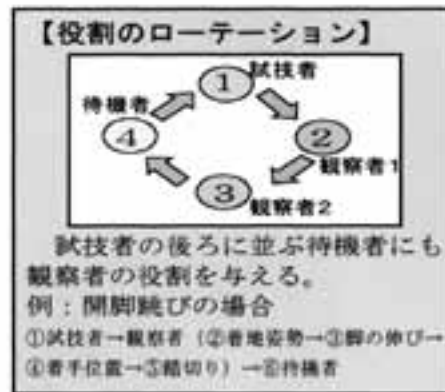 【役割のローテーション】
① 試技者
待機者
④
②
観察者1
③
観察者2
試技者の後ろに並ぶ待機者にも
観察者の役割を与える。
例：開脚跳びの場合
①試技者→観察者（②着地姿勢→③脚の伸び→
④着手位置→⑤踏切り）→⑥待機者